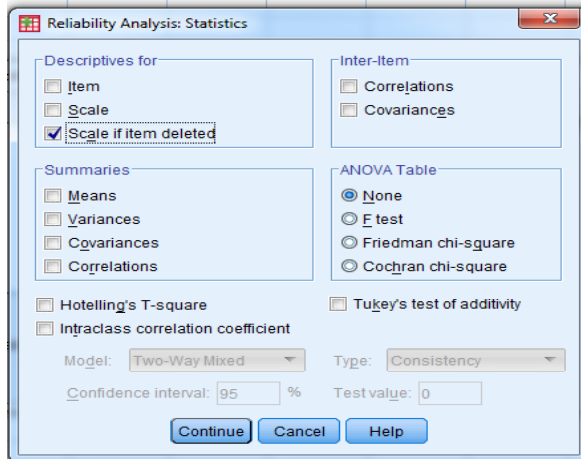 Reliability Analysis: Statistics
Descriptives for
Item
Scale
Scale if item deleted
Inter-Item
Correlations
Covariances
Summaries
Means
Variances
Covariances
Correlations
ANOVA Table
None
F test
Friedman chi-square
Cochran chi-square
Hotelling's T-square
Tukey's test of additivity
Intraclass correlation coefficient
Model: Two-Way Mixed Type: Consistency
Confidence interval: 95 % Test value: 0
Continue Cancel Help